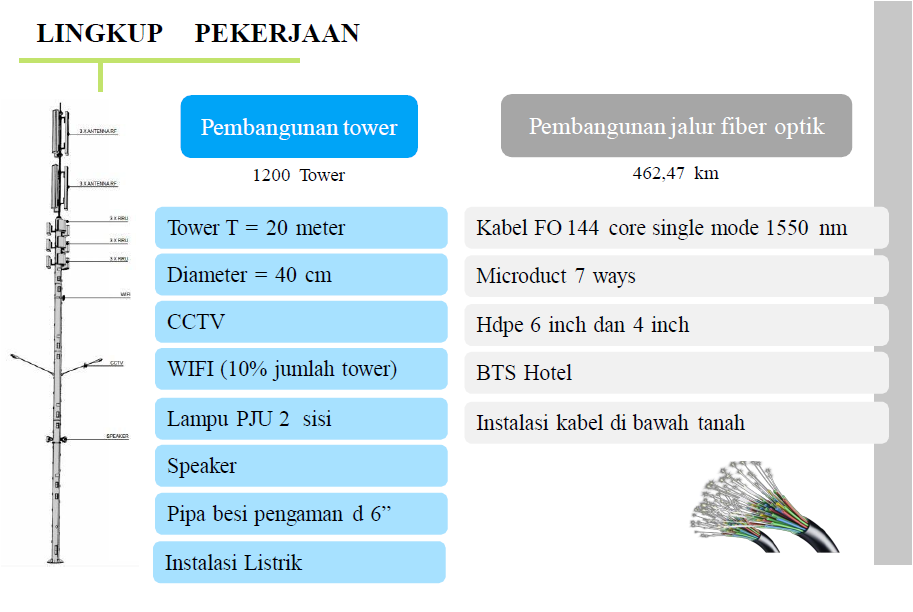 LINGKUP PEKERJAAN
3 X ANTENNA RF
3 X ANTENNA RF
3 X RRU
3 X RRU
3 X RRU
WIFI
CCTV
SPEAKER
Pembangunan tower
1200 Tower
Tower T = 20 meter
Diameter = 40 cm
CCTV
WIFI (10% jumlah tower)
Lampu PJU 2 sisi
Speaker
Pipa besi pengaman d 6”
Instalasi Listrik
Pembangunan jalur fiber optik
462,47 km
Kabel FO 144 core single mode 1550 nm
Microduct 7 ways
Hdpe 6 inch dan 4 inch
BTS Hotel
Instalasi kabel di bawah tanah